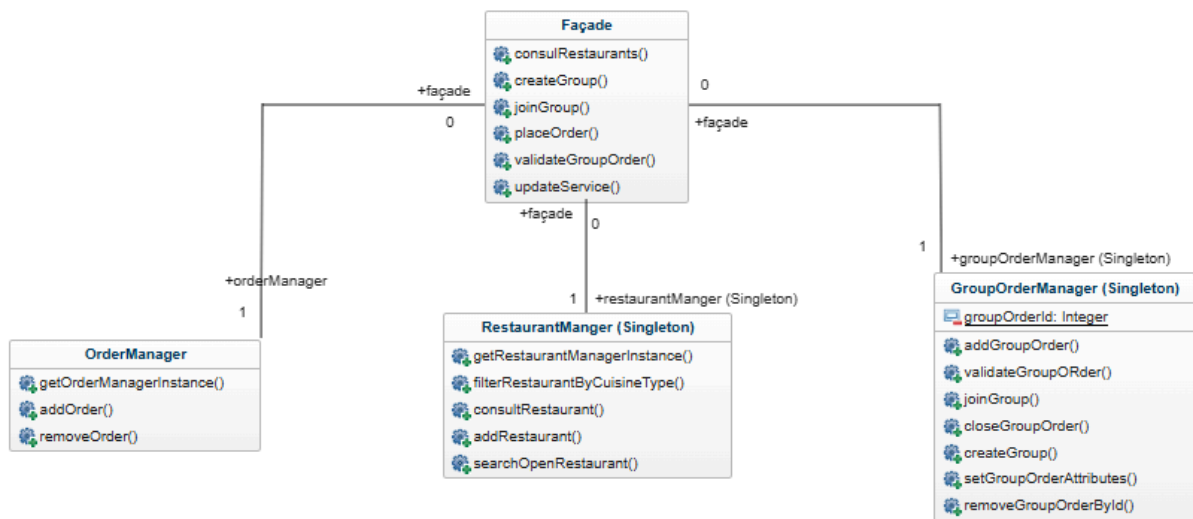 Façade
consulRestaurants()
createGroup()
joinGroup()
placeOrder()
validateGroupOrder()
updateService()
+façade
0
0
+façade
+façade
0
+orderManager
1
1
+restaurantManger (Singleton)
1
+groupOrderManager (Singleton)
OrderManager
getOrderManagerInstance()
addOrder()
removeOrder()
RestaurantManger (Singleton)
getRestaurantManagerInstance()
filterRestaurantByCuisineType()
consultRestaurant()
addRestaurant()
searchOpenRestaurant()
GroupOrderManager (Singleton)
groupOrderId: Integer
addGroupOrder()
validateGroupORder()
joinGroup()
closeGroupOrder()
createGroup()
setGroupOrderAttributes()
removeGroupOrderById()